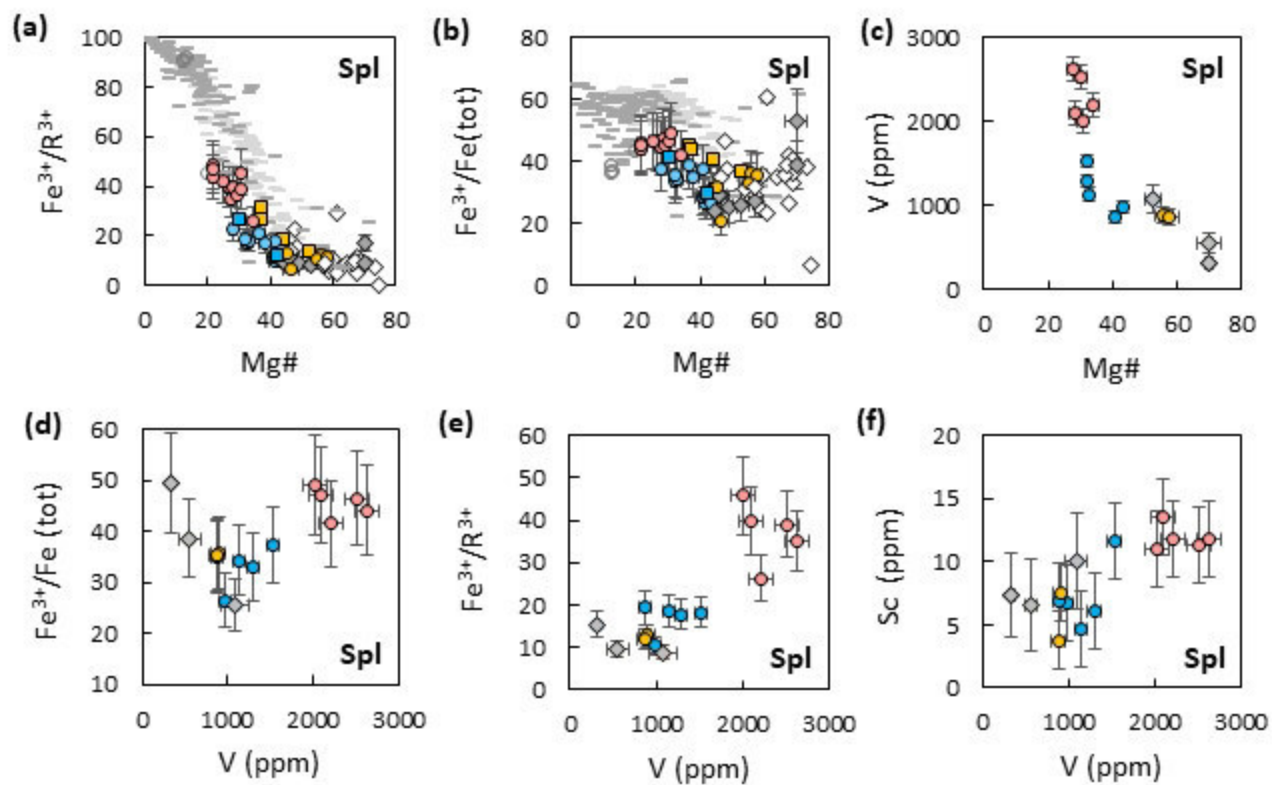 (a)
Fe³⁺/R³⁺
100
80
60
40
20
0
Spl
0 20 40 60 80
Mg#
(b)
Fe³⁺/Fe(tot)
80
60
40
20
0
Spl
0 20 40 60 80
Mg#
(c)
V (ppm)
3000
2000
1000
0
0 20 40 60 80
Mg#
(d)
Fe³⁺/Fe (tot)
60
50
40
30
20
10
Spl
0 1000 2000 3000
V (ppm)
(e)
Fe³⁺/R³⁺
60
50
40
30
20
10
0
Spl
0 1000 2000 3000
V (ppm)
(f)
Sc (ppm)
20
15
10
5
0
Spl
0 1000 2000 3000
V (ppm)